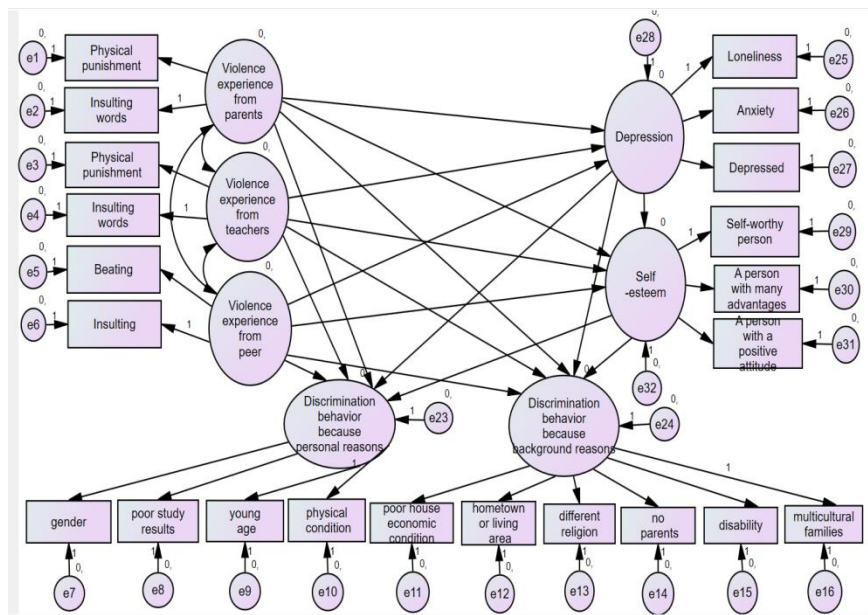 0,
e1
1
Physical
punishment
0,
e2
1
Insulting
words
0,
e3
1
Physical
punishment
0,
e4
1
Insulting
words
0,
e5
1
Beating
0,
e6
1
Insulting
0,
Violence
experience
from
parents
1
0,
Violence
experience
from
teachers
1
0,
Violence
experience
from
peer
1
0,
e28
1
0
Depression
1
Loneliness
1
0,
e25
Anxiety
1
0,
e26
Depressed
1
0,
e27
0
Self
-esteem
1
Self-worthy
person
1
0,
e29
A person
with many
advantages
1
0,
e30
A person
with a
positive
attitude
1
0,
e31
1
0,
e32
0,
Discrimination
behavior
because
personal reasons
1
0,
e23
0,
Discrimination
behavior
because
background reasons
1
0,
e24
1
1
gender
poor study
results
young
age
physical
condition
poor house
economic
condition
hometown
or living
area
different
religion
no
parents
disability
multicultural
families
1
0,
e7
1
0,
e8
1
0,
e9
1
0,
e10
1
0,
e11
1
0,
e12
1
0,
e13
1
0,
e14
1
0,
e15
1
0,
e16